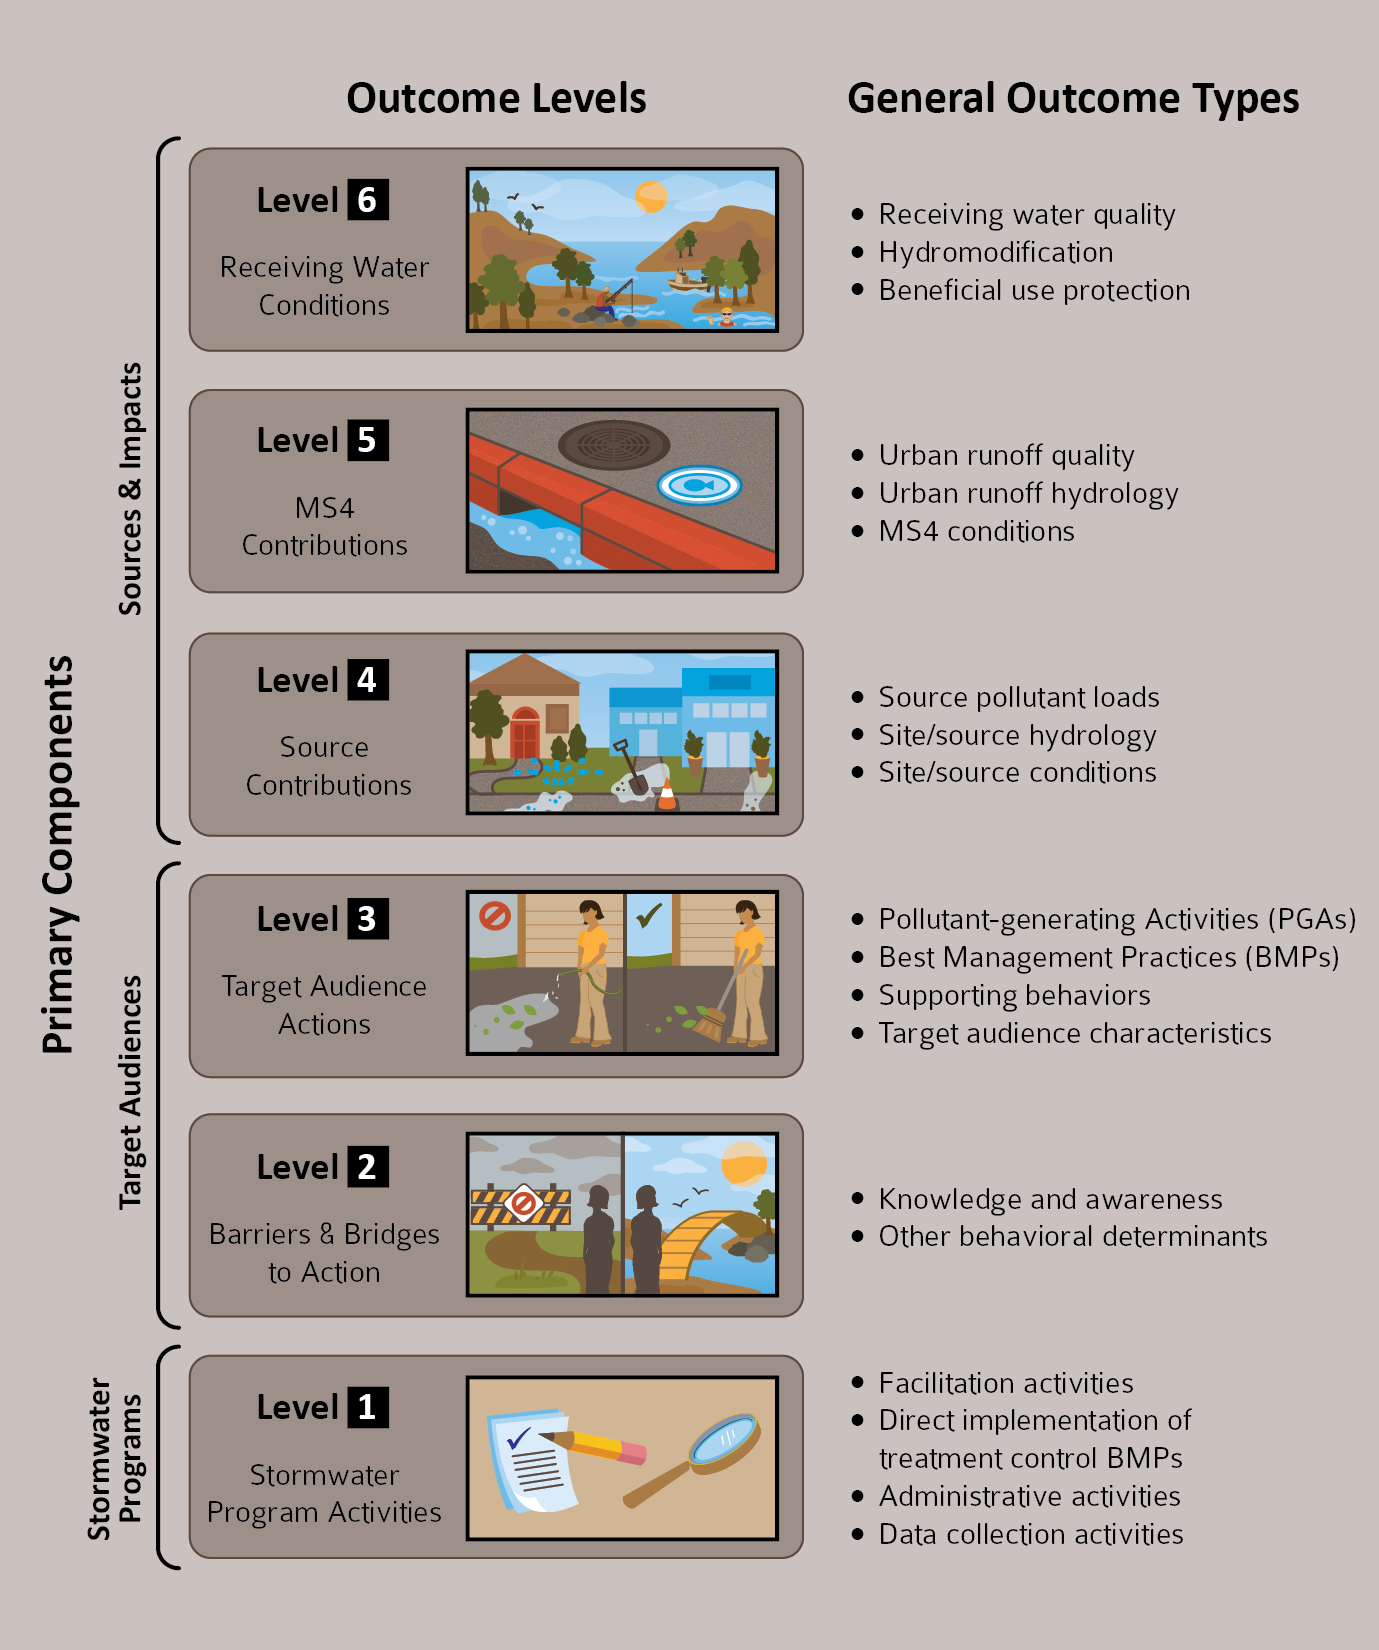 Outcome Levels
General Outcome Types
Primary Components
Sources & Impacts
Level 6
Receiving Water
Conditions
• Receiving water quality
• Hydromodification
• Beneficial use protection
Level 5
MS4
Contributions
• Urban runoff quality
• Urban runoff hydrology
• MS4 conditions
Level 4
Source
Contributions
• Source pollutant loads
• Site/source hydrology
• Site/source conditions
Target Audiences
Level 3
Target Audience
Actions
• Pollutant-generating Activities (PGAs)
• Best Management Practices (BMPs)
• Supporting behaviors
• Target audience characteristics
Level 2
Barriers & Bridges
to Action
• Knowledge and awareness
• Other behavioral determinants
Stormwater
Programs
Level 1
Stormwater
Program Activities
• Facilitation activities
• Direct implementation of
treatment control BMPs
• Administrative activities
• Data collection activities